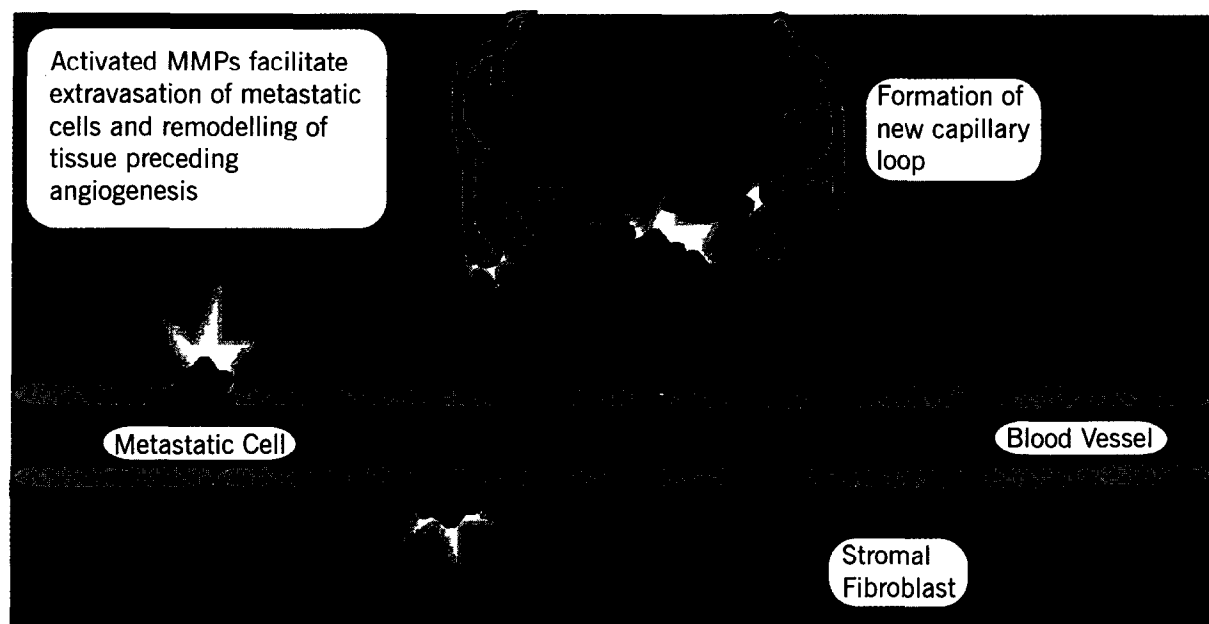 Activated MMPs facilitate
extravasation of metastatic
cells and remodelling of
tissue preceding
angiogenesis
Formation of
new capillary
loop
Metastatic Cell
Blood Vessel
Stromal
Fibroblast